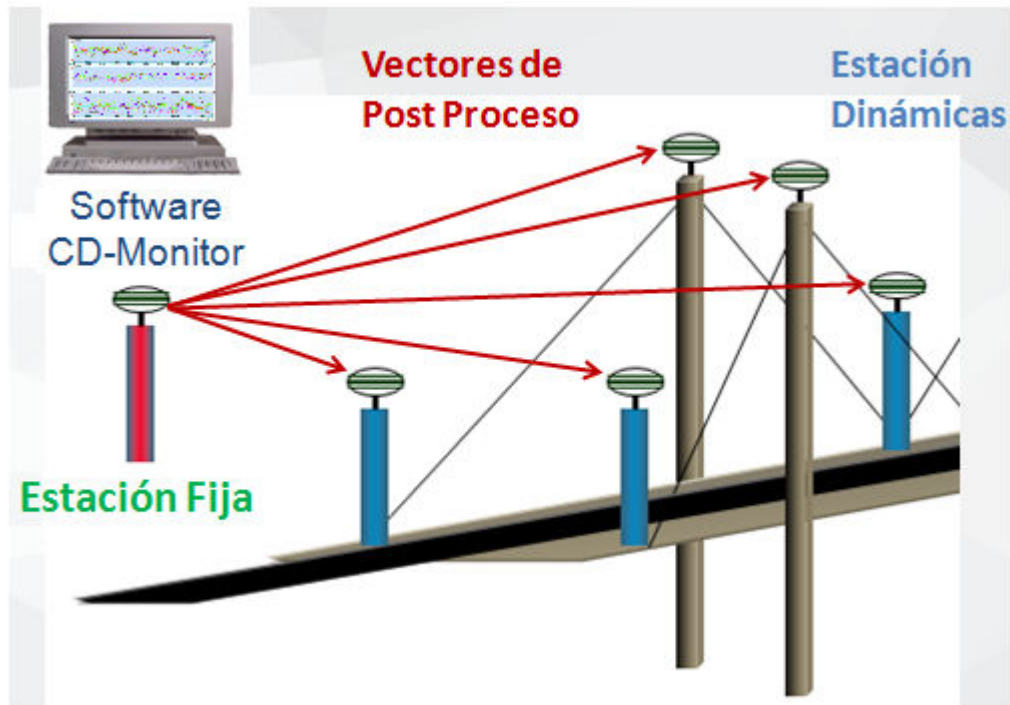 Vectores de
Post Proceso
Estación
Dinámicas
Software
CD-Monitor
Estación Fija